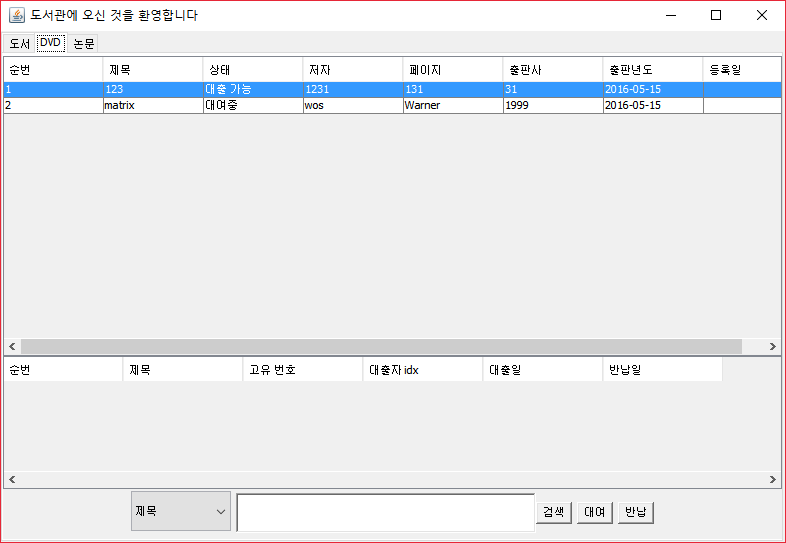 도서관에 오신 것을 환영합니다
도서 DVD 논문
순번 제목 상태 저자 페이지 출판사 출판년도 등록일
1 123 대출 가능 1231 131 31 2016-05-15
2 matrix 대여중 wos Warner 1999 2016-05-15
순번 제목 고유 번호 대출자 idx 대출일 반납일
제목 검색 대여 반납